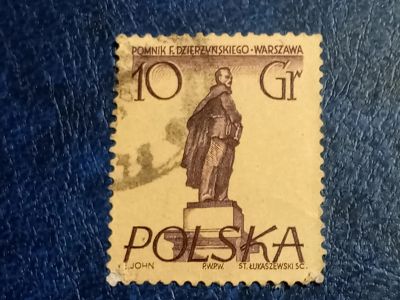 POMNIK F. DZIERŻYŃSKIEGO-WARSZAWA
10 Gr
POLSKA
JOHN P.W.P.W. ST. ŁUKASZEWSKI SC.